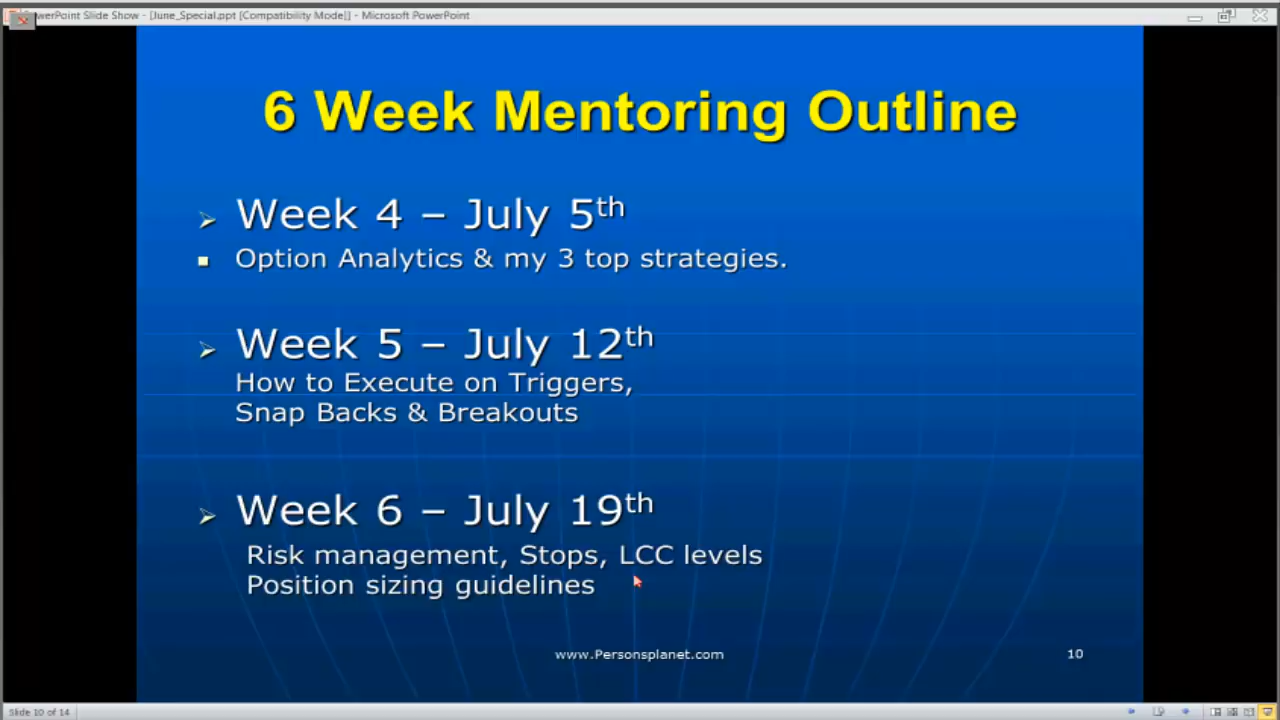 PowerPoint Slide Show - [June_Special.ppt [Compatibility Mode]] - Microsoft PowerPoint
6 Week Mentoring Outline
Week 4 – July 5th
Option Analytics & my 3 top strategies.
Week 5 – July 12th
How to Execute on Triggers,
Snap Backs & Breakouts
Week 6 – July 19th
Risk management, Stops, LCC levels
Position sizing guidelines
www.Personsplanet.com
10
Slide 10 of 14